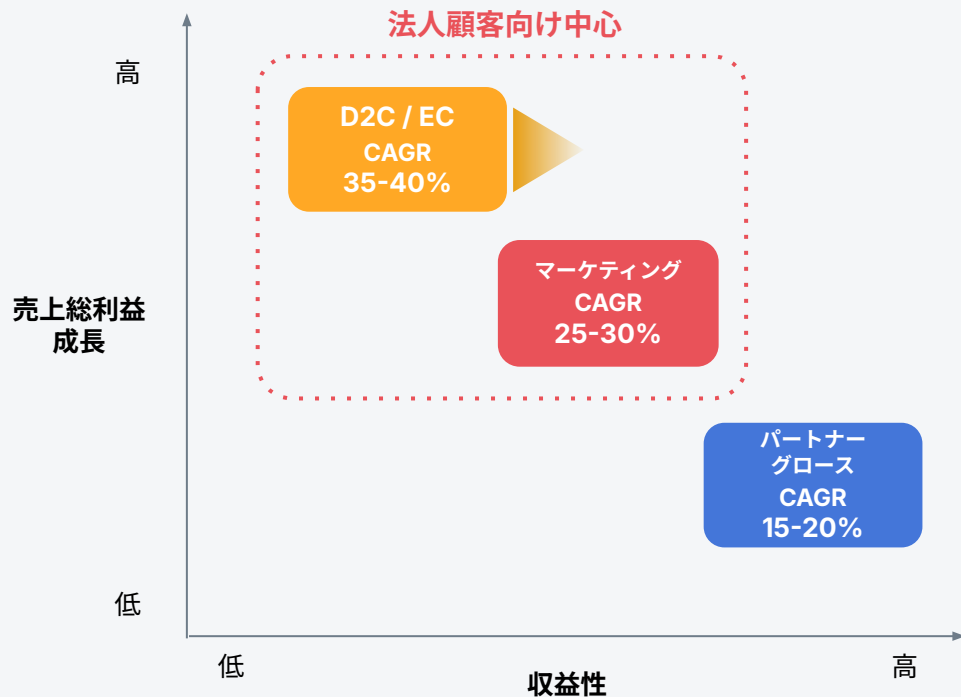 法人顧客向け中心
高
D2C / EC
CAGR
35-40%
マーケティング
CAGR
25-30%
売上総利益
成長
パートナー
グロース
CAGR
15-20%
低
低
高
収益性